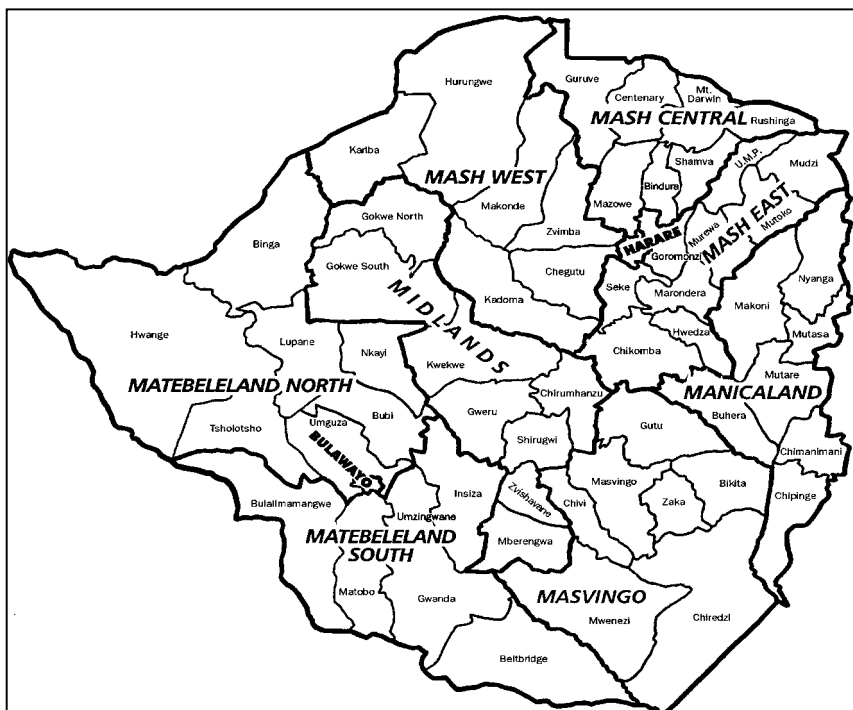 Hurungwe
Guruve
Centenary
Mt.
Darwin
MASH CENTRAL
Rushinga
Kariba
MASH WEST
Shamva
U.M.P.
Mudzi
Mazowe
Bindura
Makonde
Gokwe North
Zvimba
HARARE
Murewa
MASH EAST
Mutoko
Goromonzi
Binga
Gokwe South
Chegutu
Seke
Marondera
Nyanga
MIDLANDS
Kadoma
Makoni
Hwange
Lupane
Nkayi
Hwedza
Mutasa
Kwekwe
Chikomba
Mutare
MATEBELELAND NORTH
Chirumhanzu
MANICALAND
Gweru
Buhera
Tsholotsho
Umguza
Bubi
Shirugwi
Gutu
BULAWAYO
Chimanimani
Bulalimamangwe
Insiza
Zvishavane
Chivi
Masvingo
Zaka
Bikita
Chipinge
Umzingwane
MATEBELELAND
SOUTH
Mberengwa
Matobo
Gwanda
MASVINGO
Mwenezi
Chiredzi
Beitbridge